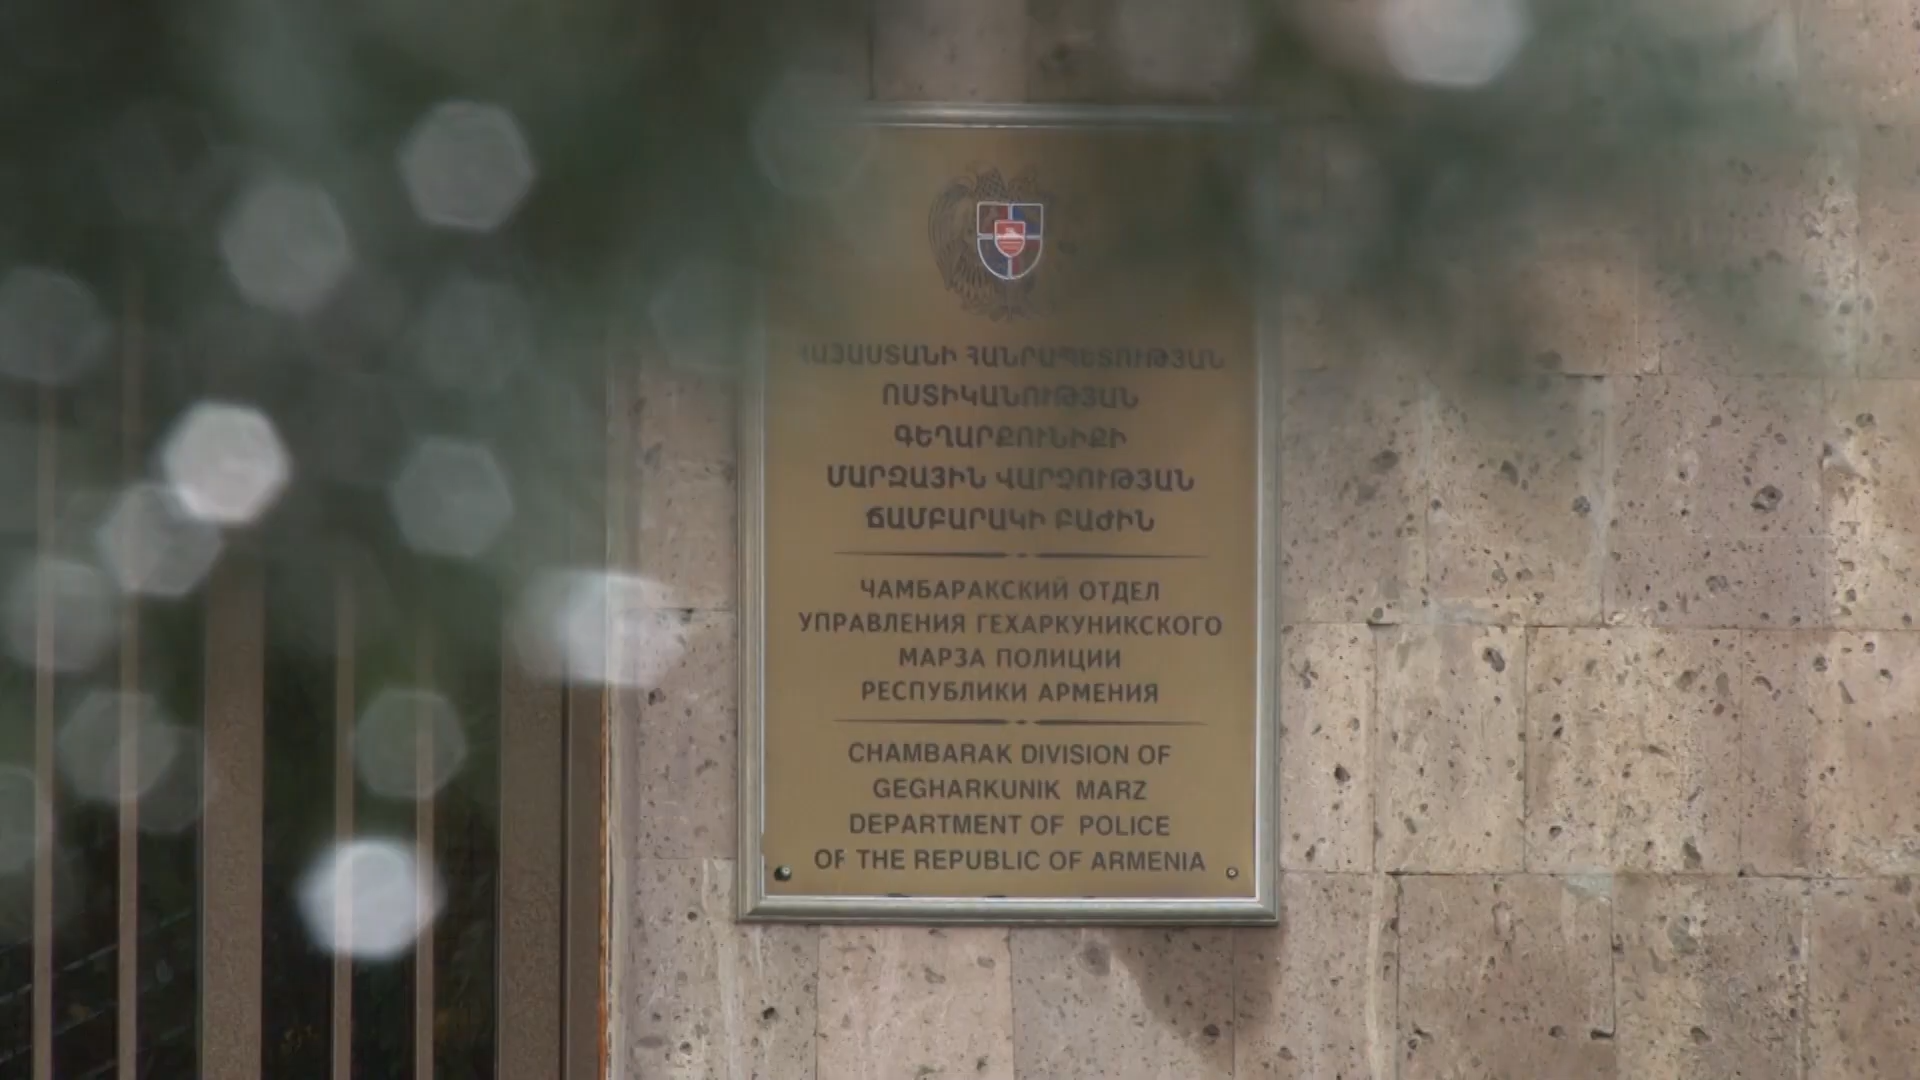 ՀԱՅԱՍՏԱՆԻ ՀԱՆՐԱՊԵՏՈՒԹՅԱՆ
ՈՍՏԻԿԱՆՈՒԹՅԱՆ
ԳԵՂԱՐՔՈՒՆԻՔԻ
ՄԱՐԶԱՅԻՆ ՎԱՐՉՈՒԹՅԱՆ
ՃԱՄԲԱՐԱԿԻ ԲԱԺԻՆ
ЧАМБАРАКСКИЙ ОТДЕЛ
УПРАВЛЕНИЯ ГЕХАРКУНИКСКОГО
МАРЗА ПОЛИЦИИ
РЕСПУБЛИКИ АРМЕНИЯ
CHAMBARAK DIVISION OF
GEGHARKUNIK MARZ
DEPARTMENT OF POLICE
OF THE REPUBLIC OF ARMENIA